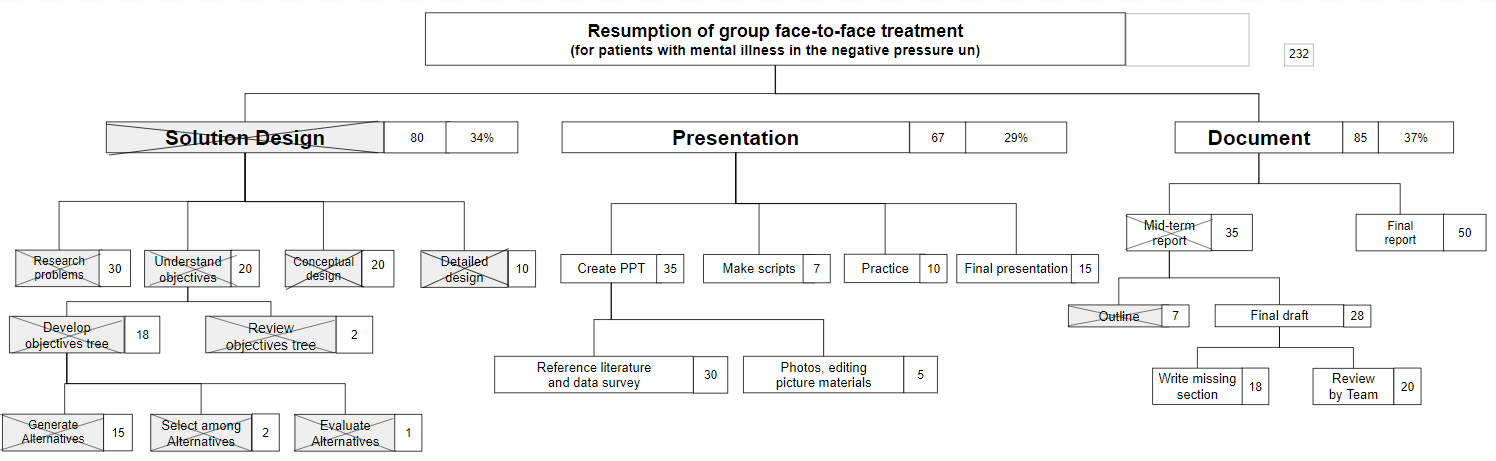 Resumption of group face-to-face treatment
(for patients with mental illness in the negative pressure un)
232
Solution Design 80 34%
Presentation 67 29%
Document 85 37%
Mid-term
report
35
Final
report
50
Research
problems
30
Understand
objectives
20
Conceptual
design
20
Detailed
design
10
Create PPT 35
Make scripts 7
Practice 10
Final presentation 15
Outline 7
Final draft 28
Develop
objectives tree
18
Review
objectives tree
2
Reference literature
and data survey
30
Photos, editing
picture materials
5
Write missing
section
18
Review
by Team
20
Generate
Alternatives
15
Select among
Alternatives
2
Evaluate
Alternatives
1